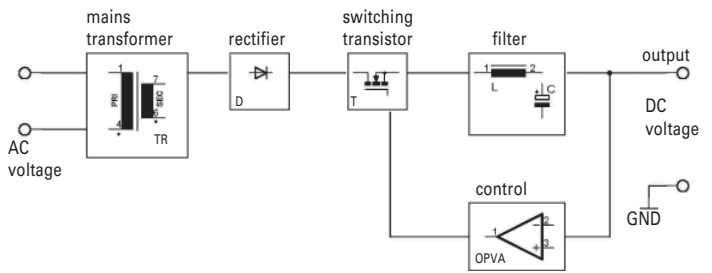 mains
transformer
rectifier
switching
transistor
filter
output
1
7
PRI
SEC
4
TR
D
T
1 2
L
+ C
DC
voltage
AC
voltage
control
GND
1
2
3
OPVA